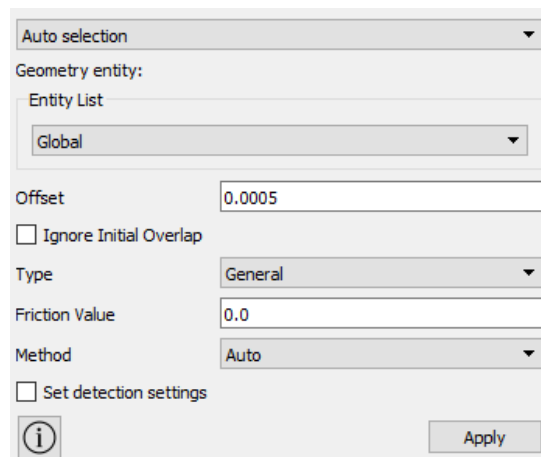 Auto selection
Geometry entity:
Entity List
Global
Offset 0.0005
Ignore Initial Overlap
Type General
Friction Value 0.0
Method Auto
Set detection settings
i Apply